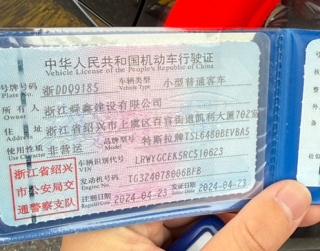 中华人民共和国机动车行驶证
Vehicle License of the People's Republic of China
号牌号码 浙DDQ9185 车辆类型 小型普通客车
Plate No. Vehicle Type
所有人 浙江舜鑫建设有限公司
Owner
住址 浙江省绍兴市上虞区百官街道凯利大厦702室
Address
使用性质 非营运 品牌型号 特斯拉牌TSL6480BEVBA5
Use Character Model
浙江省绍兴市公安局交通警察支队
车辆识别代号 LRWYGCEK5RC510623
VIN
发动机号码 TG324078006BFB
Engine No.
注册日期 2024-04-23 发证日期 2024-04-23
Register Date Issue Date